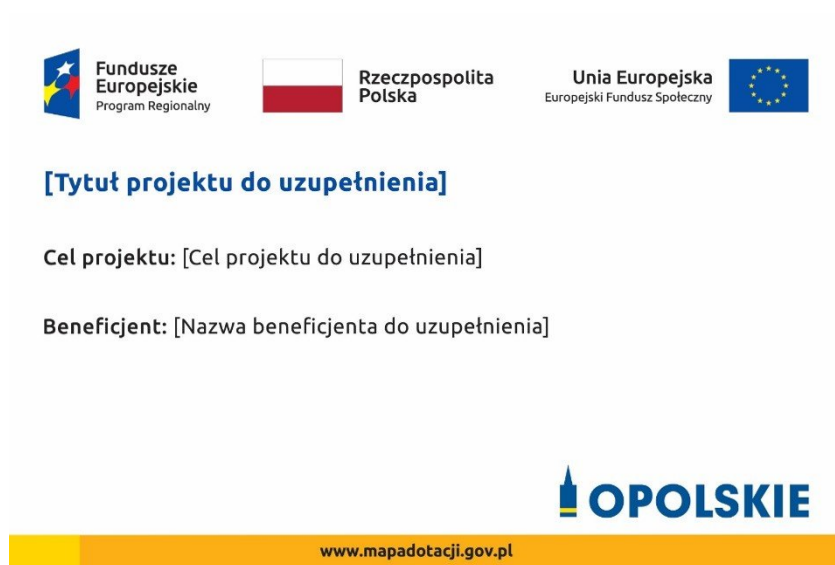 Fundusze
Europejskie
Program Regionalny
Rzeczpospolita
Polska
Unia Europejska
Europejski Fundusz Społeczny
[Tytuł projektu do uzupełnienia]
Cel projektu: [Cel projektu do uzupełnienia]
Beneficjent: [Nazwa beneficjenta do uzupełnienia]
OPOLSKIE
www.mapadotacji.gov.pl